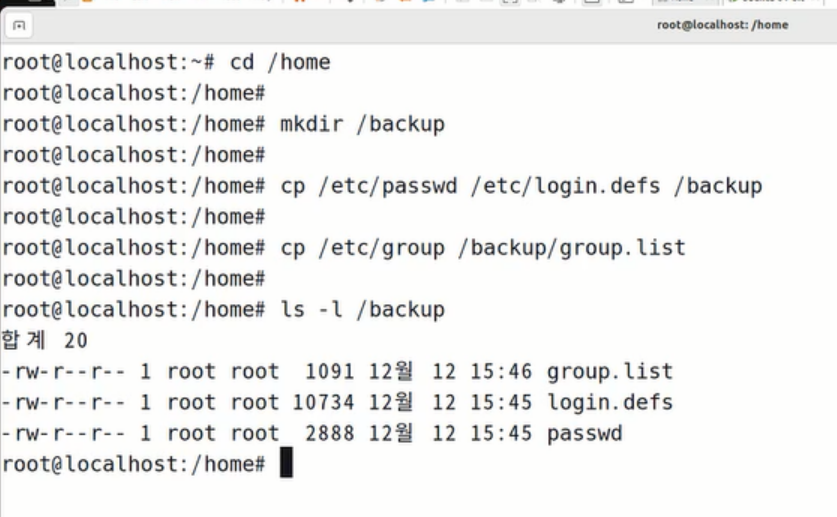 root@localhost: /home
root@localhost:~# cd /home
root@localhost:/home#
root@localhost:/home# mkdir /backup
root@localhost:/home#
root@localhost:/home# cp /etc/passwd /etc/login.defs /backup
root@localhost:/home#
root@localhost:/home# cp /etc/group /backup/group.list
root@localhost:/home#
root@localhost:/home# ls -l /backup
합계 20
-rw-r--r-- 1 root root  1091 12월 12 15:46 group.list
-rw-r--r-- 1 root root 10734 12월 12 15:45 login.defs
-rw-r--r-- 1 root root  2888 12월 12 15:45 passwd
root@localhost:/home#